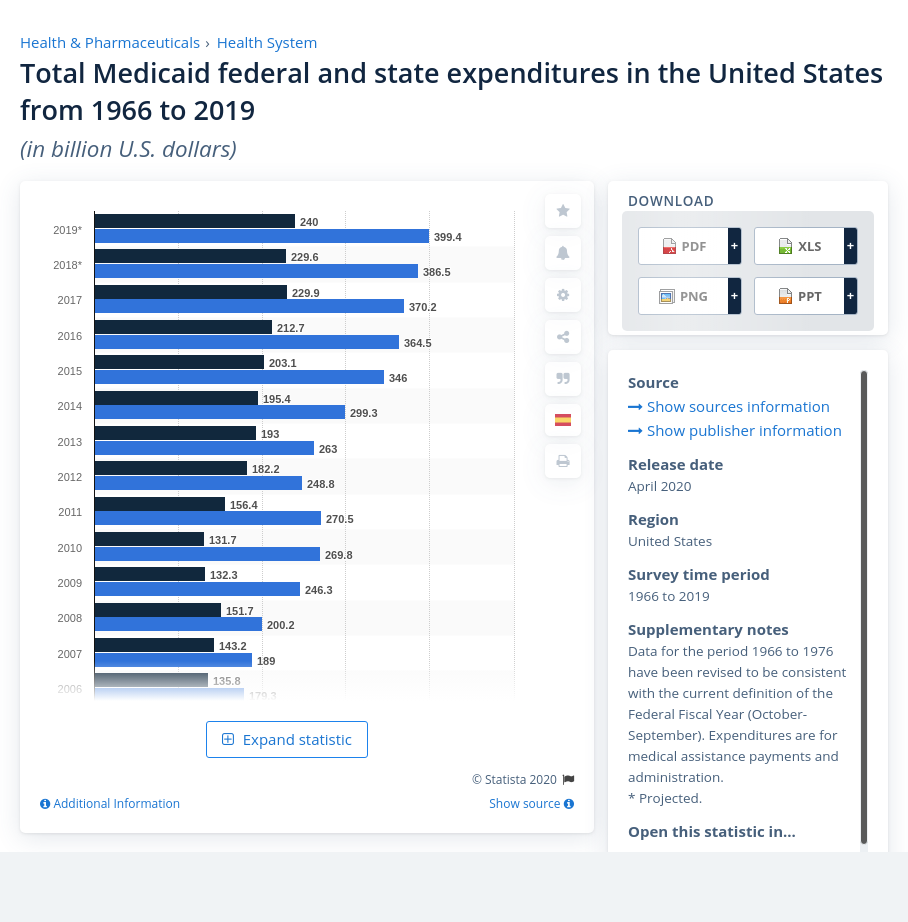 Health & Pharmaceuticals › Health System
Total Medicaid federal and state expenditures in the United States
from 1966 to 2019
(in billion U.S. dollars)
2019*
240
399.4
2018*
229.6
386.5
2017
229.9
370.2
2016
212.7
364.5
2015
203.1
346
2014
195.4
299.3
2013
193
263
2012
182.2
248.8
2011
156.4
270.5
2010
131.7
269.8
2009
132.3
246.3
2008
151.7
200.2
2007
143.2
189
2006
135.8
179.3
Expand statistic
© Statista 2020
Additional Information
Show source
DOWNLOAD
PDF +
XLS +
PNG +
PPT +
Source
Show sources information
Show publisher information
Release date
April 2020
Region
United States
Survey time period
1966 to 2019
Supplementary notes
Data for the period 1966 to 1976
have been revised to be consistent
with the current definition of the
Federal Fiscal Year (October-
September). Expenditures are for
medical assistance payments and
administration.
* Projected.
Open this statistic in...